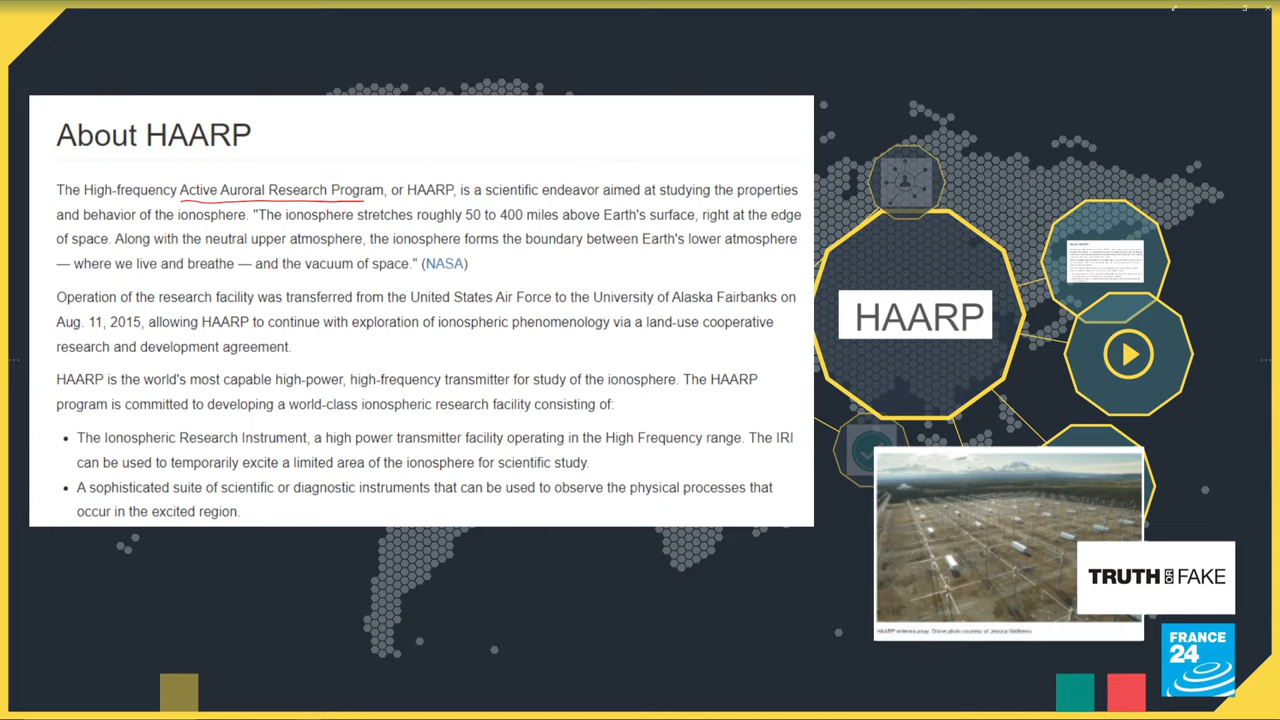 About HAARP
The High-frequency Active Auroral Research Program, or HAARP, is a scientific endeavor aimed at studying the properties
and behavior of the ionosphere. "The ionosphere stretches roughly 50 to 400 miles above Earth's surface, right at the edge
of space. Along with the neutral upper atmosphere, the ionosphere forms the boundary between Earth's lower atmosphere
— where we live and breathe — and the vacuum of space." (NASA)
Operation of the research facility was transferred from the United States Air Force to the University of Alaska Fairbanks on
Aug. 11, 2015, allowing HAARP to continue with exploration of ionospheric phenomenology via a land-use cooperative
research and development agreement.
HAARP is the world's most capable high-power, high-frequency transmitter for study of the ionosphere. The HAARP
program is committed to developing a world-class ionospheric research facility consisting of:
• The Ionospheric Research Instrument, a high power transmitter facility operating in the High Frequency range. The IRI
can be used to temporarily excite a limited area of the ionosphere for scientific study.
• A sophisticated suite of scientific or diagnostic instruments that can be used to observe the physical processes that
occur in the excited region.
HAARP
HAARP antenna array. Drone photo courtesy of Jessica Matthews
TRUTH OR FAKE
FRANCE
24